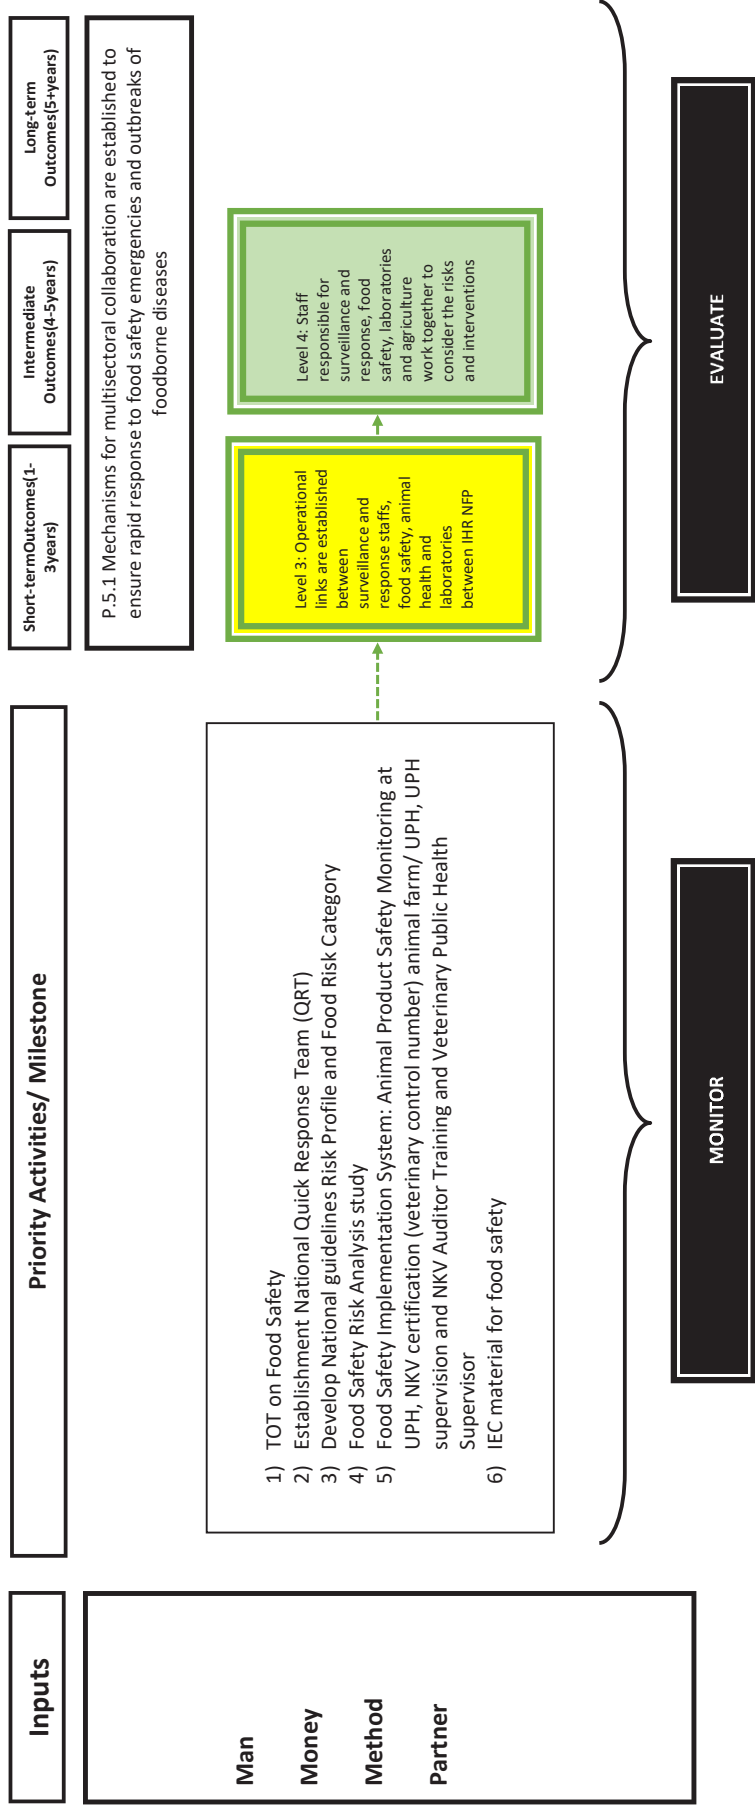 Inputs
Man
Money
Method
Partner
Priority Activities/ Milestone
1) TOT on Food Safety
2) Establishment National Quick Response Team (QRT)
3) Develop National guidelines Risk Profile and Food Risk Category
4) Food Safety Risk Analysis study
5) Food Safety Implementation System: Animal Product Safety Monitoring at
UPH, NKV certification (veterinary control number) animal farm/ UPH, UPH
supervision and NKV Auditor Training and Veterinary Public Health
Supervisor
6) IEC material for food safety
MONITOR
Short-termOutcomes(1-
3years)
Intermediate
Outcomes(4-5years)
Long-term
Outcomes(5+years)
P.5.1 Mechanisms for multisectoral collaboration are established to
ensure rapid response to food safety emergencies and outbreaks of
foodborne diseases
Level 3: Operational
links are established
between
surveillance and
response staffs,
food safety, animal
health and
laboratories
between IHR NFP
Level 4: Staff
responsible for
surveillance and
response, food
safety, laboratories
and agriculture
work together to
consider the risks
and interventions
EVALUATE